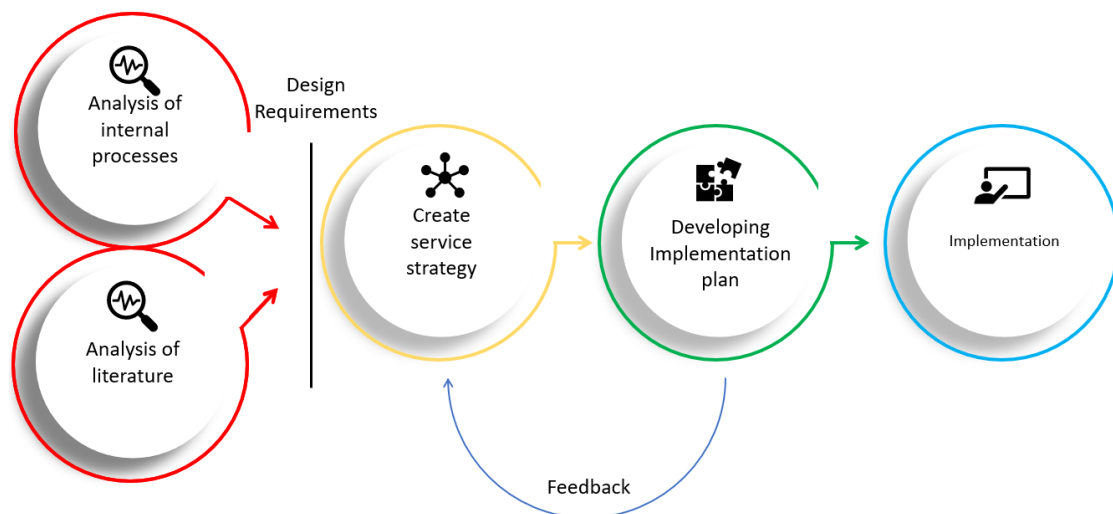 Analysis of
internal
processes
Analysis of
literature
Design
Requirements
Create
service
strategy
Developing
Implementation
plan
Implementation
Feedback